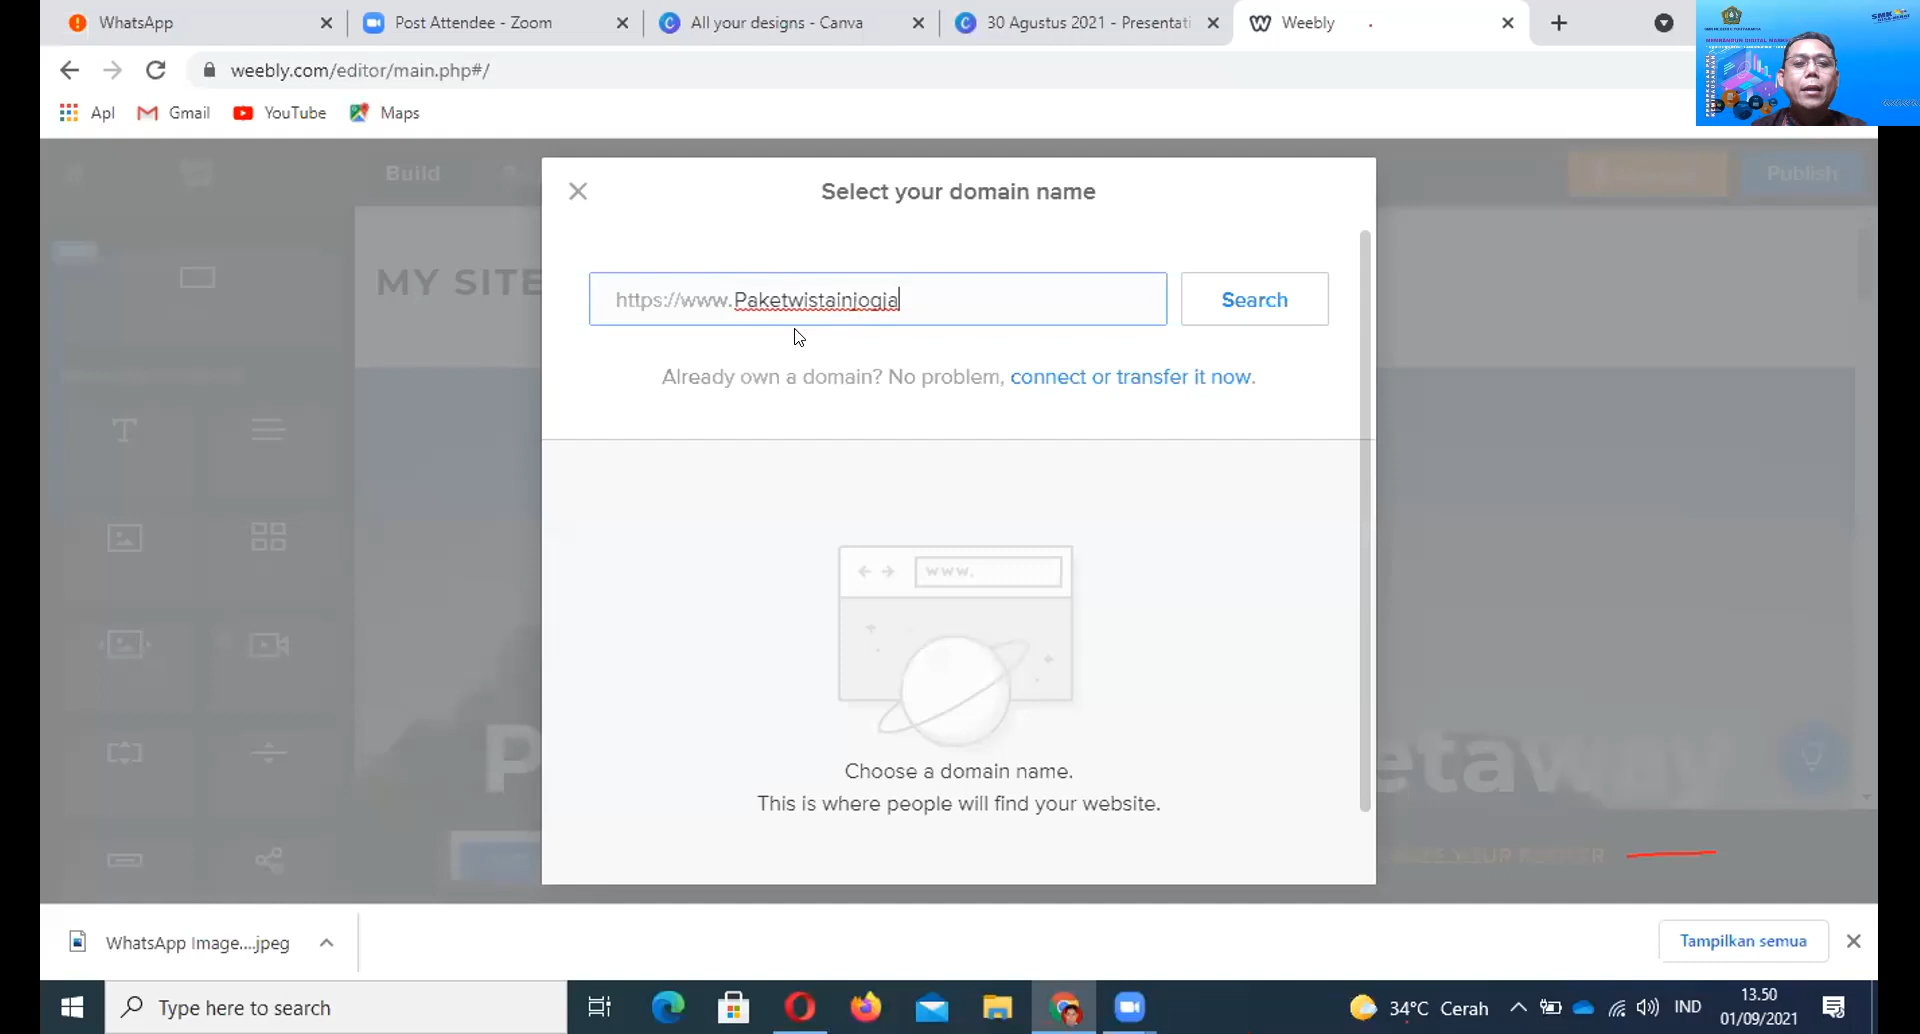 WhatsApp
Post Attendee - Zoom
All your designs - Canva
30 Agustus 2021 - Presentati
Weebly
weebly.com/editor/main.php#/
Apl
Gmail
YouTube
Maps
Build
Publish
MY SITE
Select your domain name
https://www.Paketwistainjogja
Search
Already own a domain? No problem, connect or transfer it now.
www.
Choose a domain name.
This is where people will find your website.
P
etaway
WhatsApp Image....jpeg
Tampilkan semua
Type here to search
34°C Cerah
IND
13.50
01/09/2021